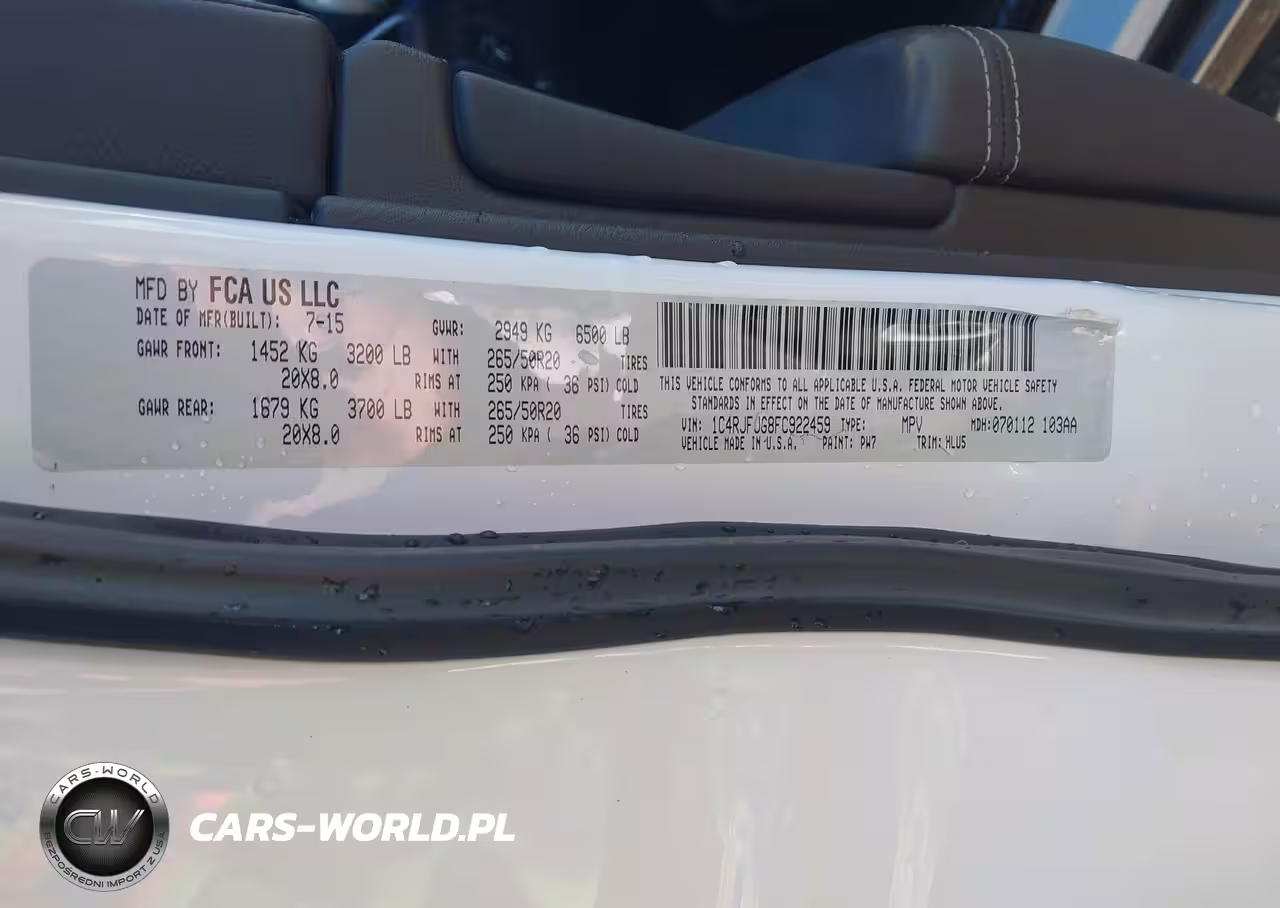 MFD BY FCA US LLC
DATE OF MFR(BUILT): 7-15 GVWR: 2949 KG 6500 LB
GAWR FRONT: 1452 KG 3200 LB WITH 265/50R20 TIRES
20X8.0 RIMS AT 250 KPA ( 36 PSI) COLD
GAWR REAR: 1679 KG 3700 LB WITH 265/50R20 TIRES
20X8.0 RIMS AT 250 KPA ( 36 PSI) COLD
THIS VEHICLE CONFORMS TO ALL APPLICABLE U.S.A. FEDERAL MOTOR VEHICLE SAFETY
STANDARDS IN EFFECT ON THE DATE OF MANUFACTURE SHOWN ABOVE.
VIN: 1C4RJFJG8FC922459 TYPE: MPV MDH:070112 103AA
VEHICLE MADE IN U.S.A. PAINT: PW7 TRIM: HLU5
CARS-WORLD
CW
BEZPOŚREDNI IMPORT Z USA
CARS-WORLD.PL